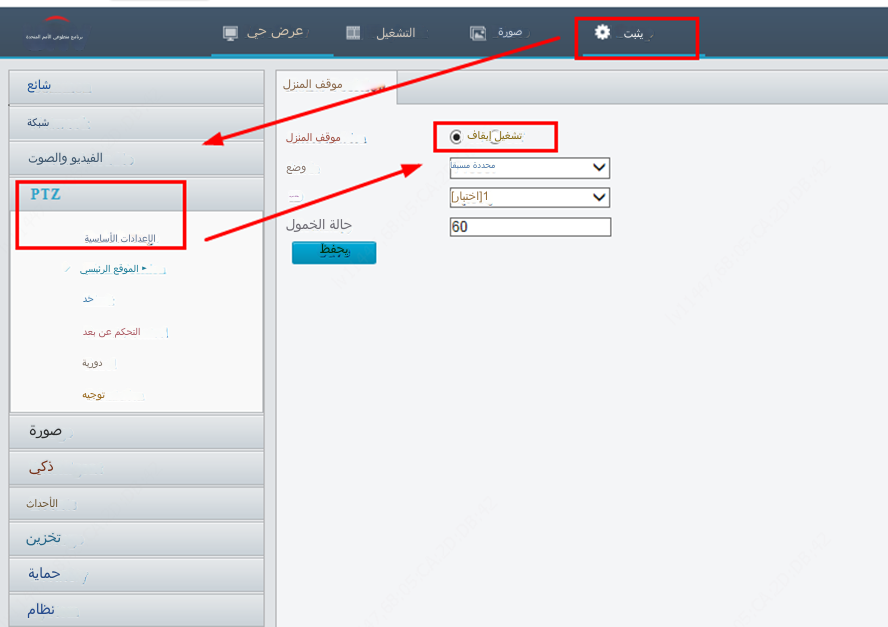 عرض حي
التشغيل
صورة
يثبت
شائع
شبكة
الفيديو والصوت
PTZ
الإعدادات الأساسية
الموقع الرئيسي
حد
التحكم عن بعد
دورية
توجيه
صورة
ذكي
الأحداث
تخزين
حماية
نظام
موقف المنزل
موقف المنزل
تشغيل إيقاف
وضع
محددة مسبقا
1[اختبار]
حالة الخمول
60
يحفظ